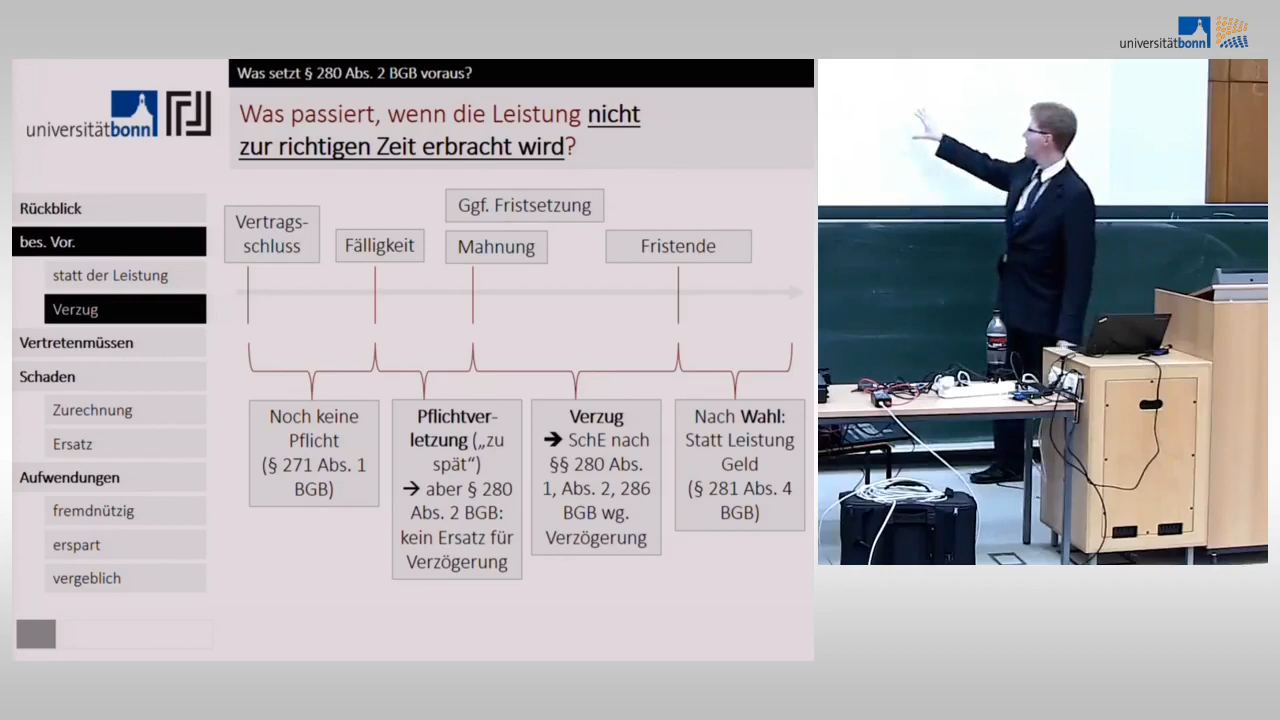 universitätbonn
universitätbonn
Was setzt § 280 Abs. 2 BGB voraus?
Was passiert, wenn die Leistung nicht
zur richtigen Zeit erbracht wird?
Rückblick
bes. Vor.
statt der Leistung
Verzug
Vertretenmüssen
Schaden
Zurechnung
Ersatz
Aufwendungen
fremdnützig
erspart
vergeblich
Vertrags-
schluss
Fälligkeit
Ggf. Fristsetzung
Mahnung
Fristende
Noch keine
Pflicht
(§ 271 Abs. 1
BGB)
Pflichtver-
letzung („zu
spät“)
→ aber § 280
Abs. 2 BGB:
kein Ersatz für
Verzögerung
Verzug
→ SchE nach
§§ 280 Abs.
1, Abs. 2, 286
BGB wg.
Verzögerung
Nach Wahl:
Statt Leistung
Geld
(§ 281 Abs. 4
BGB)